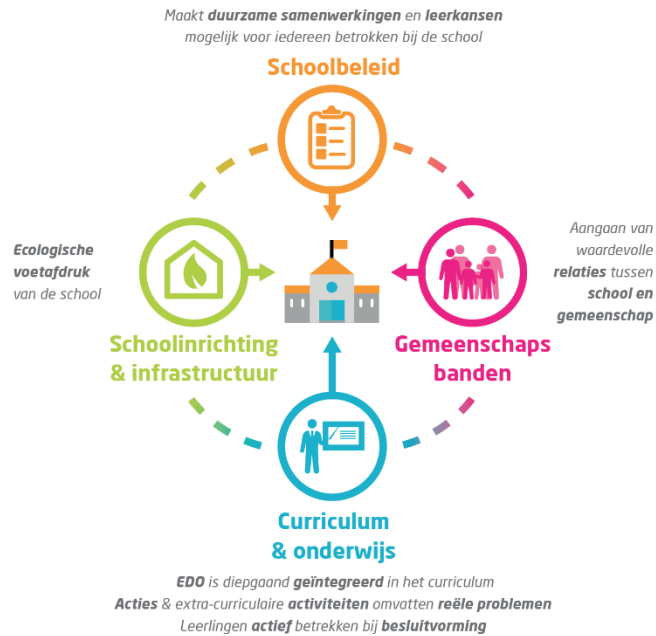 Maakt duurzame samenwerkingen en leerkansen
mogelijk voor iedereen betrokken bij de school
Schoolbeleid
Ecologische
voetafdruk
van de school
Schoolinrichting
& infrastructuur
Aangaan van
waardevolle
relaties tussen
school en
gemeenschap
Gemeenschaps
banden
Curriculum
& onderwijs
EDO is diepgaand geïntegreerd in het curriculum
Acties & extra-curriculaire activiteiten omvatten reële problemen
Leerlingen actief betrekken bij besluitvorming